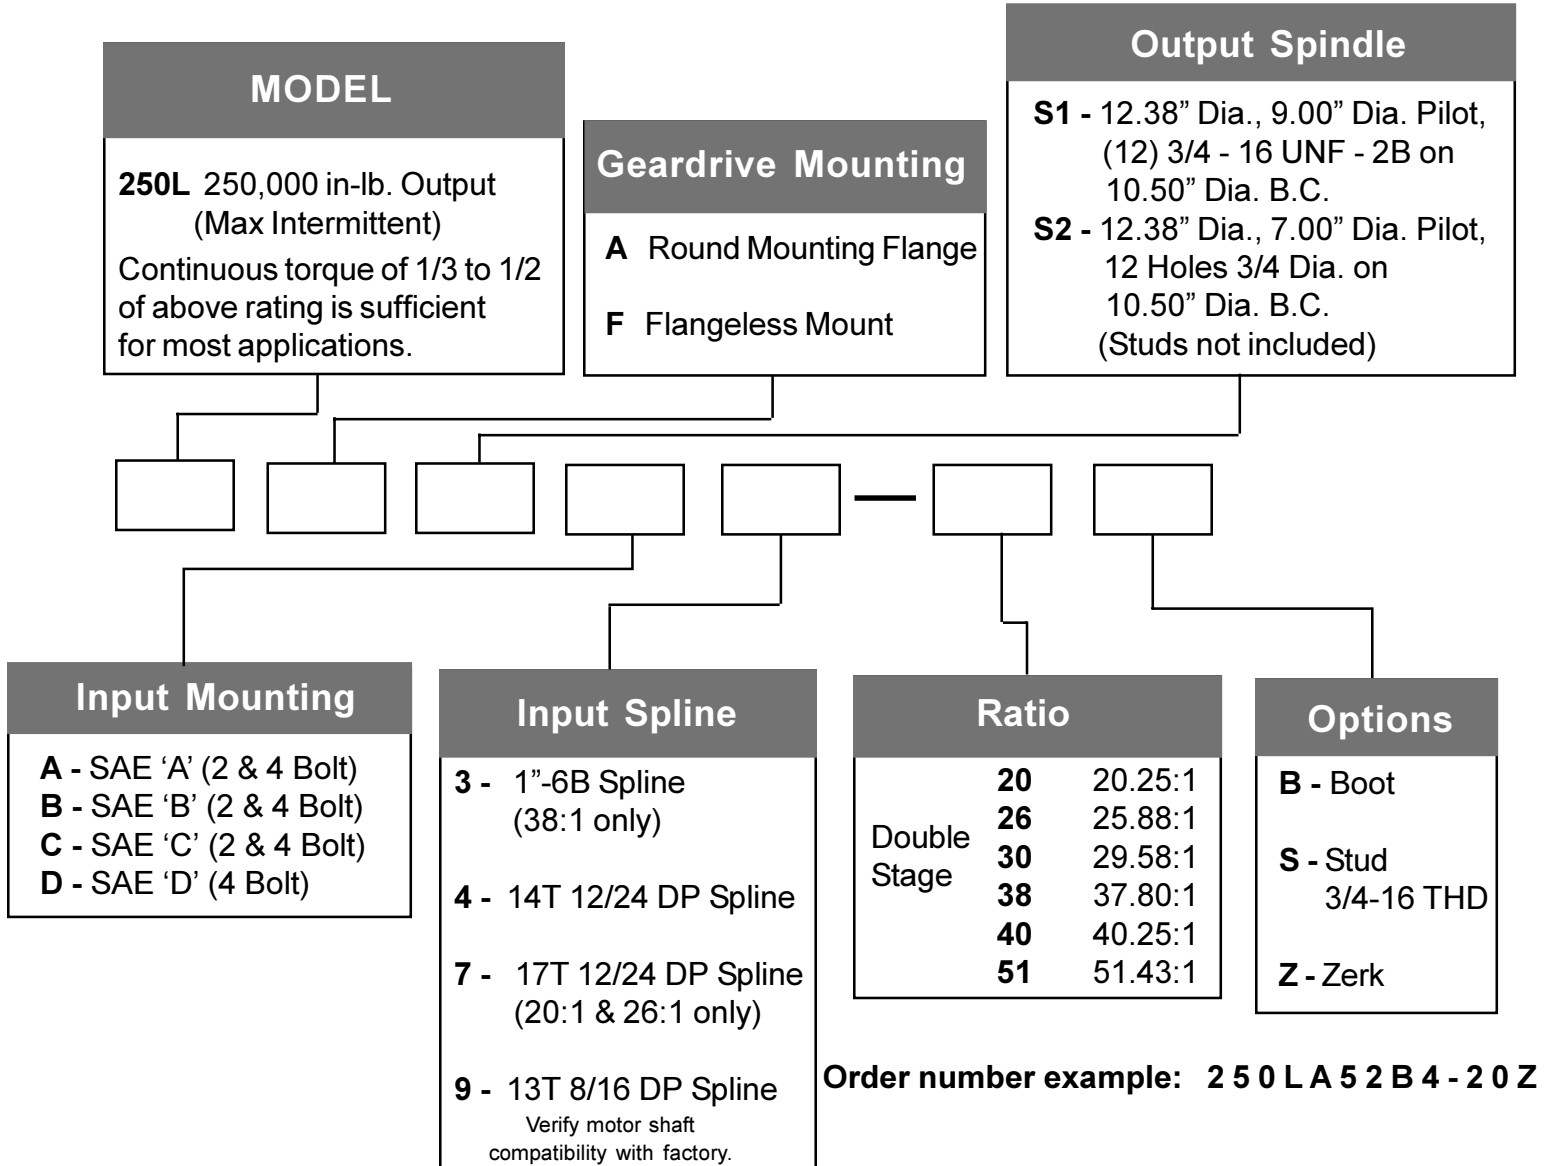 MODEL
250L 250,000 in-lb. Output
(Max Intermittent)
Continuous torque of 1/3 to 1/2
of above rating is sufficient
for most applications.
Geardrive Mounting
A Round Mounting Flange
F Flangeless Mount
Output Spindle
S1 - 12.38” Dia., 9.00” Dia. Pilot,
(12) 3/4 - 16 UNF - 2B on
10.50” Dia. B.C.
S2 - 12.38” Dia., 7.00” Dia. Pilot,
12 Holes 3/4 Dia. on
10.50” Dia. B.C.
(Studs not included)
Input Mounting
A - SAE ‘A’ (2 & 4 Bolt)
B - SAE ‘B’ (2 & 4 Bolt)
C - SAE ‘C’ (2 & 4 Bolt)
D - SAE ‘D’ (4 Bolt)
Input Spline
3 - 1”-6B Spline
(38:1 only)
4 - 14T 12/24 DP Spline
7 - 17T 12/24 DP Spline
(20:1 & 26:1 only)
9 - 13T 8/16 DP Spline
Verify motor shaft
compatibility with factory.
Ratio
Double
Stage
20 20.25:1
26 25.88:1
30 29.58:1
38 37.80:1
40 40.25:1
51 51.43:1
Options
B - Boot
S - Stud
3/4-16 THD
Z - Zerk
Order number example: 2 5 0 L A 5 2 B 4 - 2 0 Z